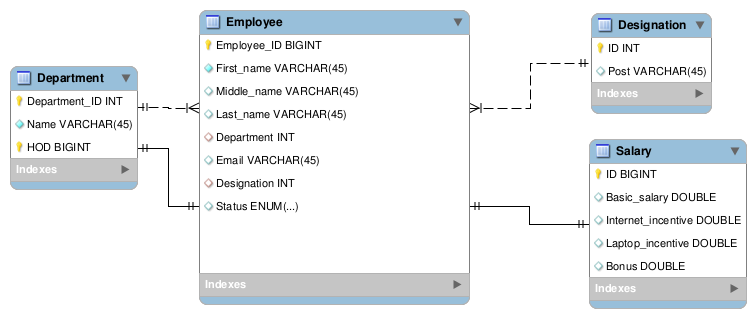 Department
Department_ID INT
Name VARCHAR(45)
HOD BIGINT
Indexes
Employee
Employee_ID BIGINT
First_name VARCHAR(45)
Middle_name VARCHAR(45)
Last_name VARCHAR(45)
Department INT
Email VARCHAR(45)
Designation INT
Status ENUM(...)
Indexes
Designation
ID INT
Post VARCHAR(45)
Indexes
Salary
ID BIGINT
Basic_salary DOUBLE
Internet_incentive DOUBLE
Laptop_incentive DOUBLE
Bonus DOUBLE
Indexes